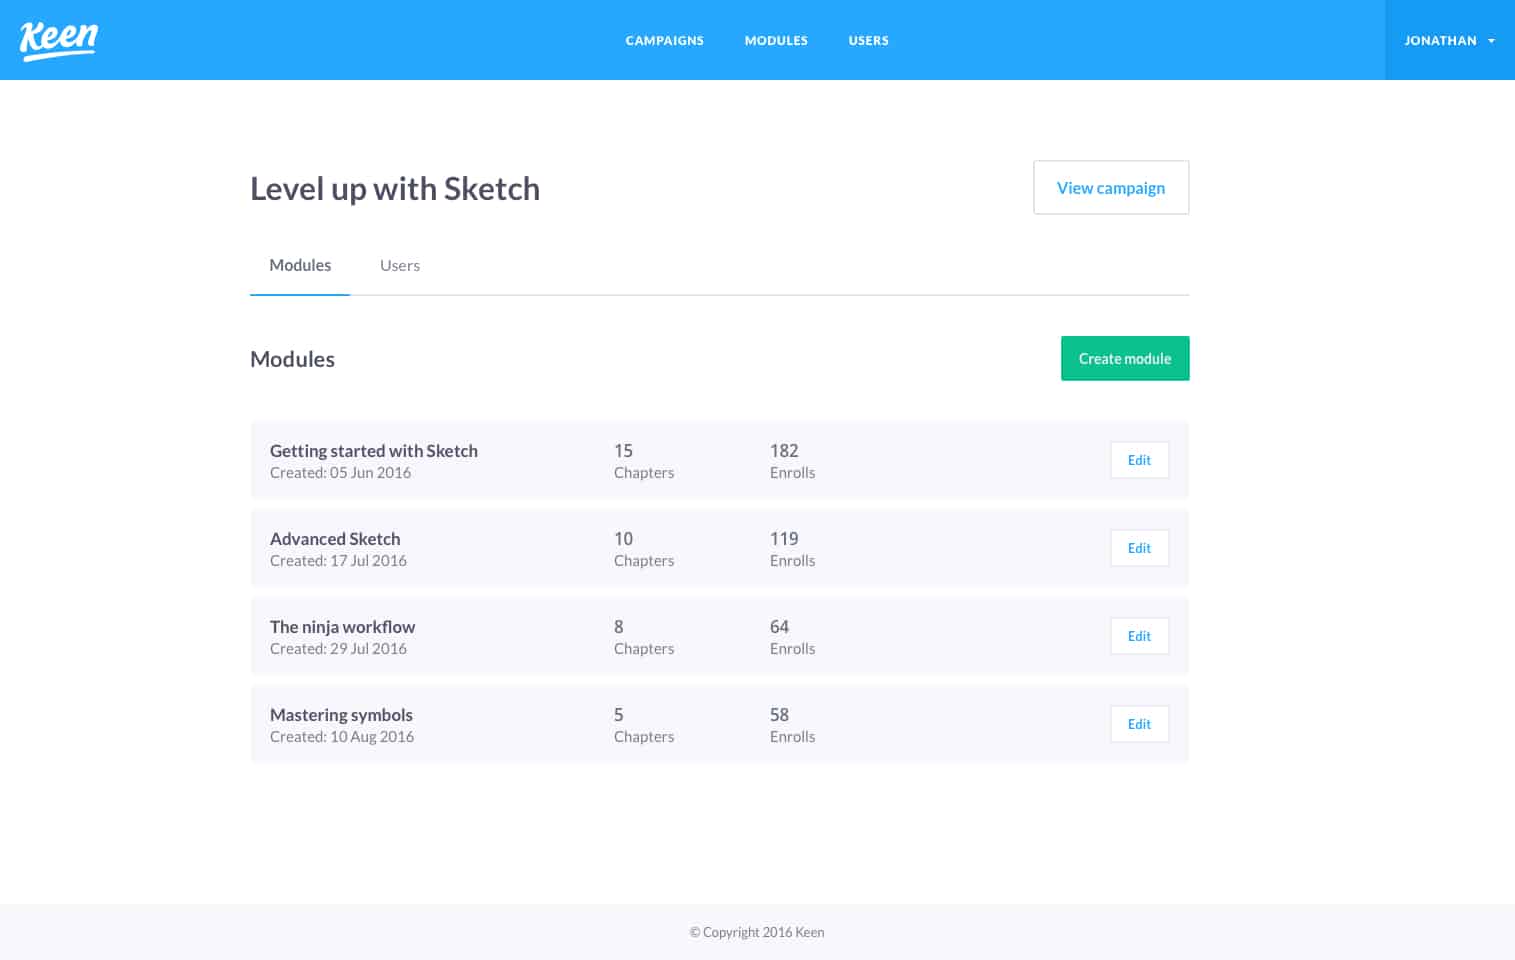 Keen
CAMPAIGNS MODULES USERS
JONATHAN
Level up with Sketch
View campaign
Modules Users
Modules
Create module
Getting started with Sketch 15 182
Created: 05 Jun 2016 Chapters Enrolls
Edit
Advanced Sketch 10 119
Created: 17 Jul 2016 Chapters Enrolls
Edit
The ninja workflow 8 64
Created: 29 Jul 2016 Chapters Enrolls
Edit
Mastering symbols 5 58
Created: 10 Aug 2016 Chapters Enrolls
Edit
© Copyright 2016 Keen